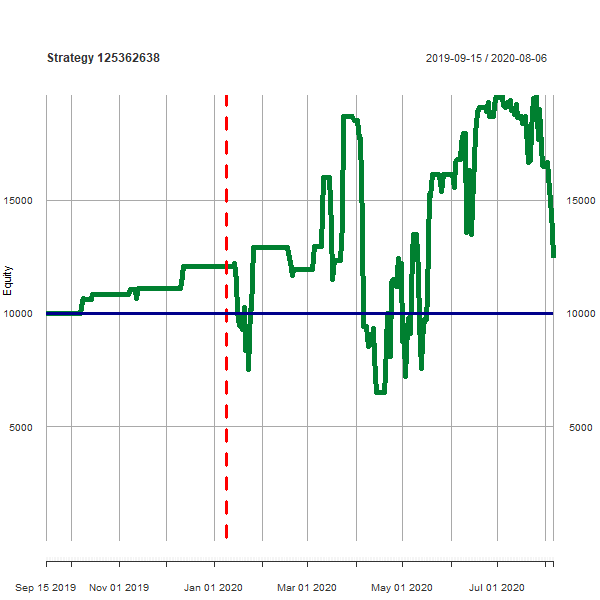 Strategy 125362638
2019-09-15 / 2020-08-06
15000
15000
Equity
10000
10000
5000
5000
Sep 15 2019
Nov 01 2019
Jan 01 2020
Mar 01 2020
May 01 2020
Jul 01 2020